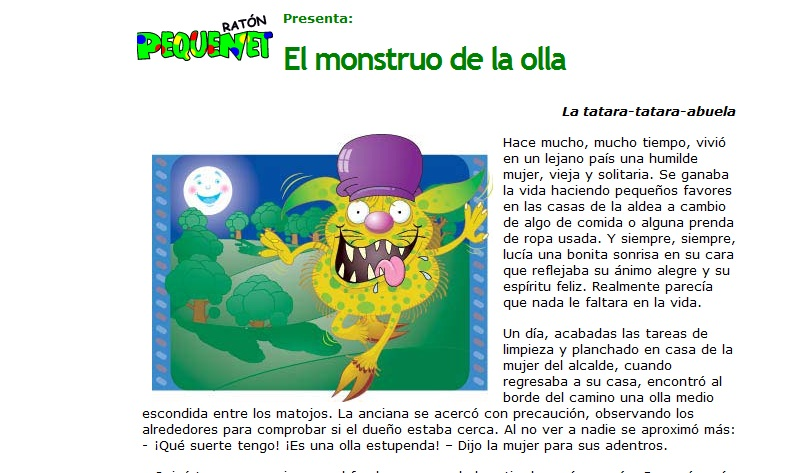 RATÓN
PEQUENET
Presenta:
El monstruo de la olla
La tatara-tatara-abuela
Hace mucho, mucho tiempo, vivió
en un lejano país una humilde
mujer, vieja y solitaria. Se ganaba
la vida haciendo pequeños favores
en las casas de la aldea a cambio
de algo de comida o alguna prenda
de ropa usada. Y siempre, siempre,
lucía una bonita sonrisa en su cara
que reflejaba su ánimo alegre y su
espíritu feliz. Realmente parecía
que nada le faltara en la vida.
Un día, acabadas las tareas de
limpieza y planchado en casa de la
mujer del alcalde, cuando
regresaba a su casa, encontró al
borde del camino una olla medio
escondida entre los matojos. La anciana se acercó con precaución, observando los
alrededores para comprobar si el dueño estaba cerca. Al no ver a nadie se aproximó más:
- ¡Qué suerte tengo! ¡Es una olla estupenda! – Dijo la mujer para sus adentros.